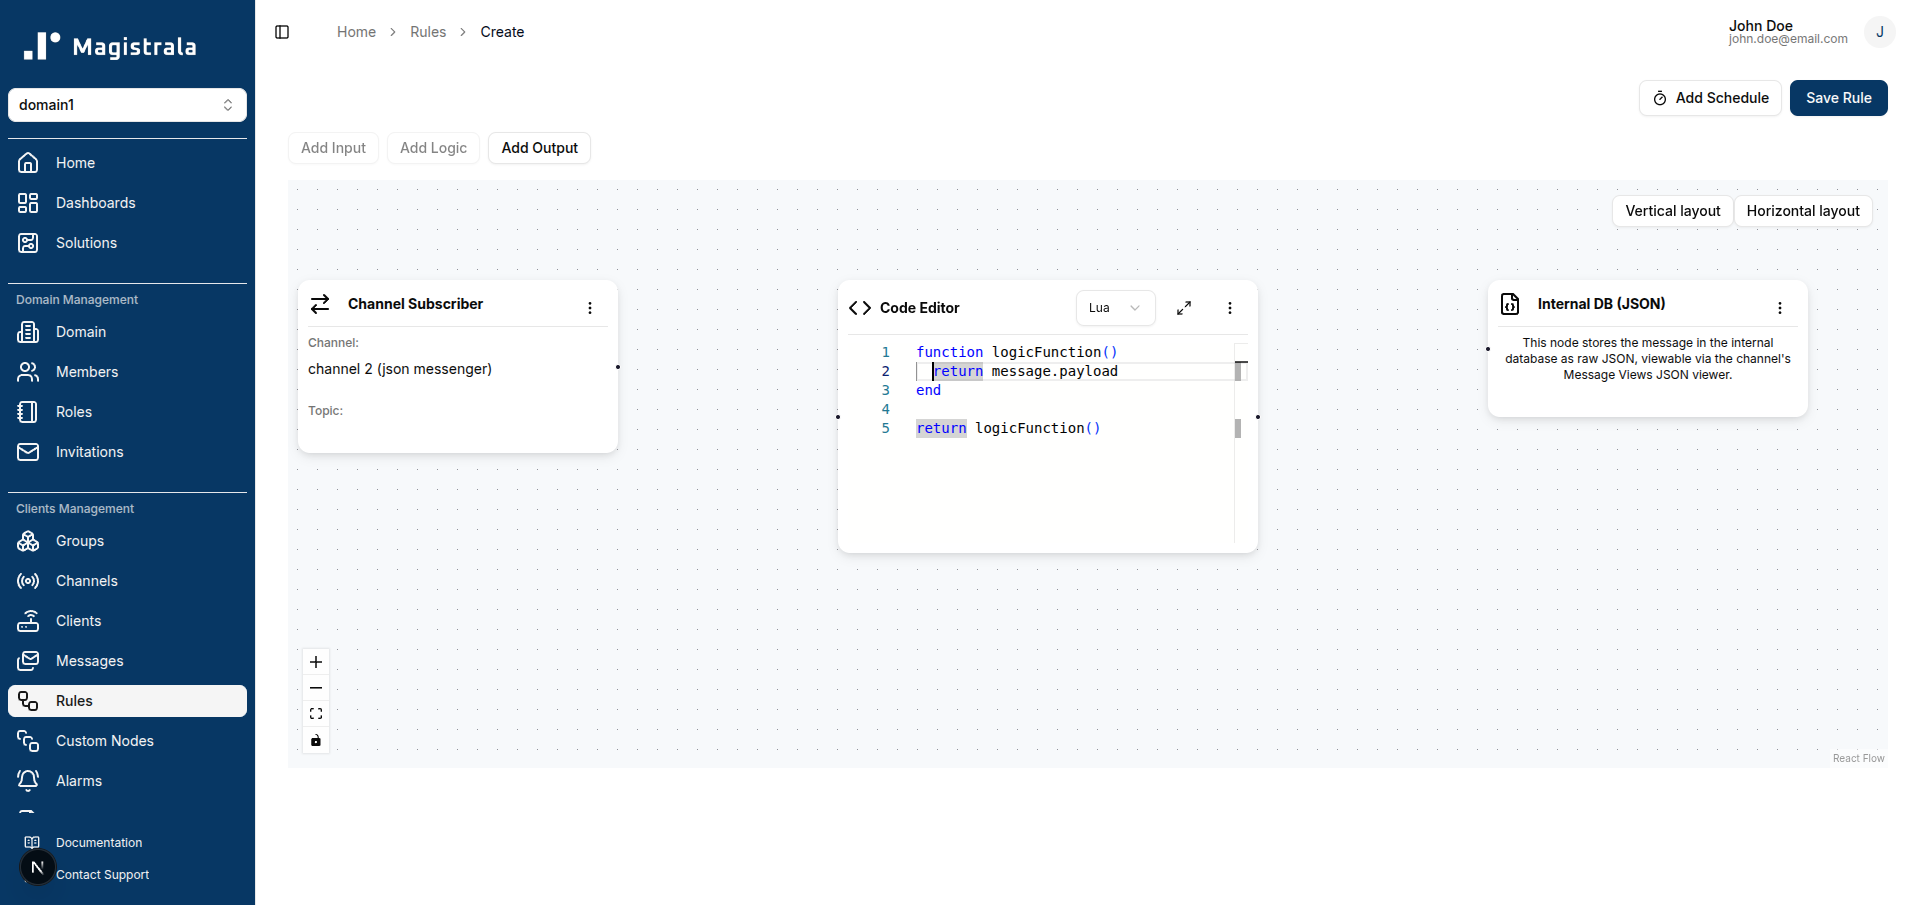 Magistrala
domain1
Home
Dashboards
Solutions
Domain Management
Domain
Members
Roles
Invitations
Clients Management
Groups
Channels
Clients
Messages
Rules
Custom Nodes
Alarms
Documentation
N
Contact Support
Home > Rules > Create
John Doe
john.doe@email.com
J
Add Schedule
Save Rule
Add Input
Add Logic
Add Output
Vertical layout
Horizontal layout
Channel Subscriber
Channel:
channel 2 (json messenger)
Topic:
Code Editor
Lua
1 function logicFunction()
2 return message.payload
3 end
4
5 return logicFunction()
Internal DB (JSON)
This node stores the message in the internal
database as raw JSON, viewable via the channel's
Message Views JSON viewer.
React Flow